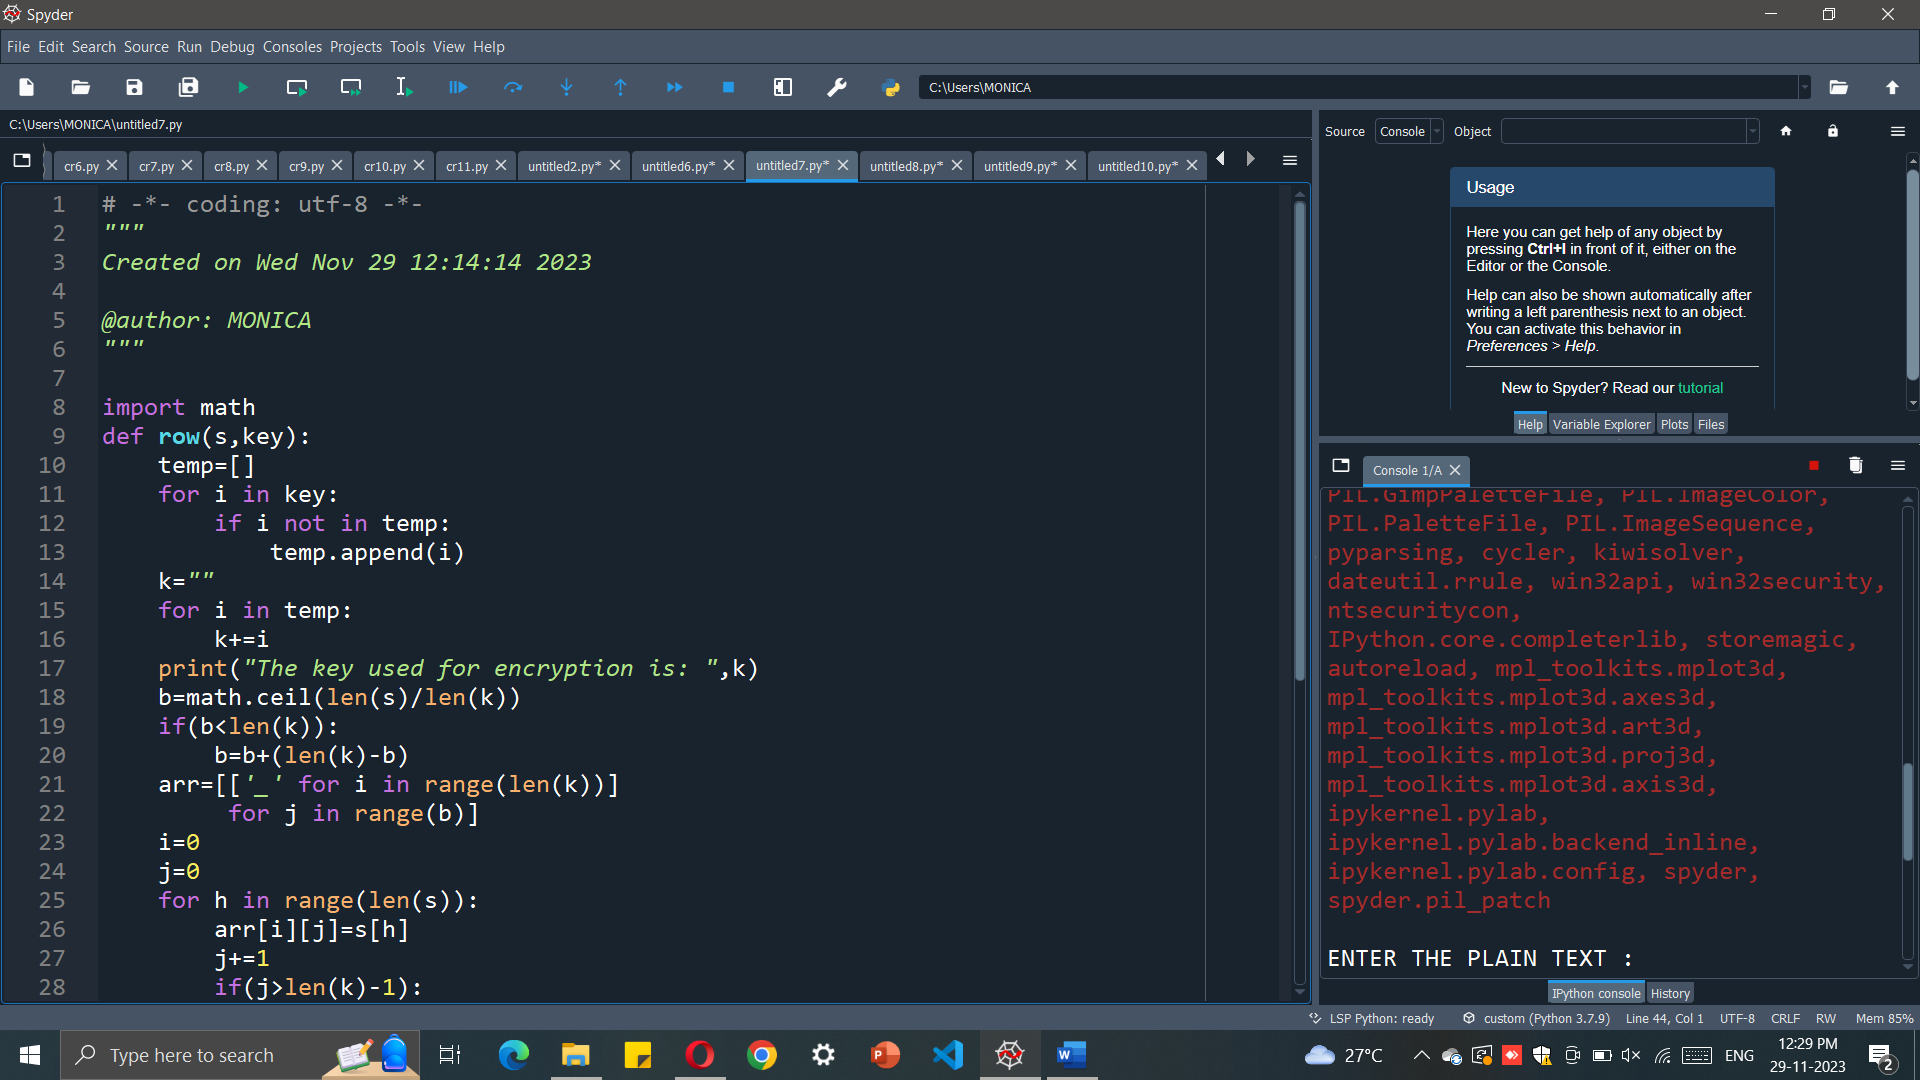 Spyder
File Edit Search Source Run Debug Consoles Projects Tools View Help
C:\Users\MONICA
C:\Users\MONICA\untitled7.py
cr6.py cr7.py cr8.py cr9.py cr10.py cr11.py untitled2.py* untitled6.py* untitled7.py* untitled8.py* untitled9.py* untitled10.py*
1 # -*- coding: utf-8 -*-
2 """
3 Created on Wed Nov 29 12:14:14 2023
4
5 @author: MONICA
6 """
7
8 import math
9 def row(s,key):
10     temp=[]
11     for i in key:
12         if i not in temp:
13             temp.append(i)
14     k=""
15     for i in temp:
16         k+=i
17     print("The key used for encryption is: ",k)
18     b=math.ceil(len(s)/len(k))
19     if(b<len(k)):
20         b=b+(len(k)-b)
21     arr=[['_' for i in range(len(k))]
22          for j in range(b)]
23     i=0
24     j=0
25     for h in range(len(s)):
26         arr[i][j]=s[h]
27         j+=1
28         if(j>len(k)-1):
Source Console Object
Usage
Here you can get help of any object by
pressing Ctrl+I in front of it, either on the
Editor or the Console.
Help can also be shown automatically after
writing a left parenthesis next to an object.
You can activate this behavior in
Preferences > Help.
New to Spyder? Read our tutorial
Help Variable Explorer Plots Files
Console 1/A
PIL.GimpPaletteFile, PIL.ImageColor,
PIL.PaletteFile, PIL.ImageSequence,
pyparsing, cycler, kiwisolver,
dateutil.rrule, win32api, win32security,
ntsecuritycon,
IPython.core.completerlib, storemagic,
autoreload, mpl_toolkits.mplot3d,
mpl_toolkits.mplot3d.axes3d,
mpl_toolkits.mplot3d.art3d,
mpl_toolkits.mplot3d.proj3d,
mpl_toolkits.mplot3d.axis3d,
ipykernel.pylab,
ipykernel.pylab.backend_inline,
ipykernel.pylab.config, spyder,
spyder.pil_patch
ENTER THE PLAIN TEXT :
IPython console History
LSP Python: ready custom (Python 3.7.9) Line 44, Col 1 UTF-8 CRLF RW Mem 85%
Type here to search
27°C ENG
12:29 PM
29-11-2023
2